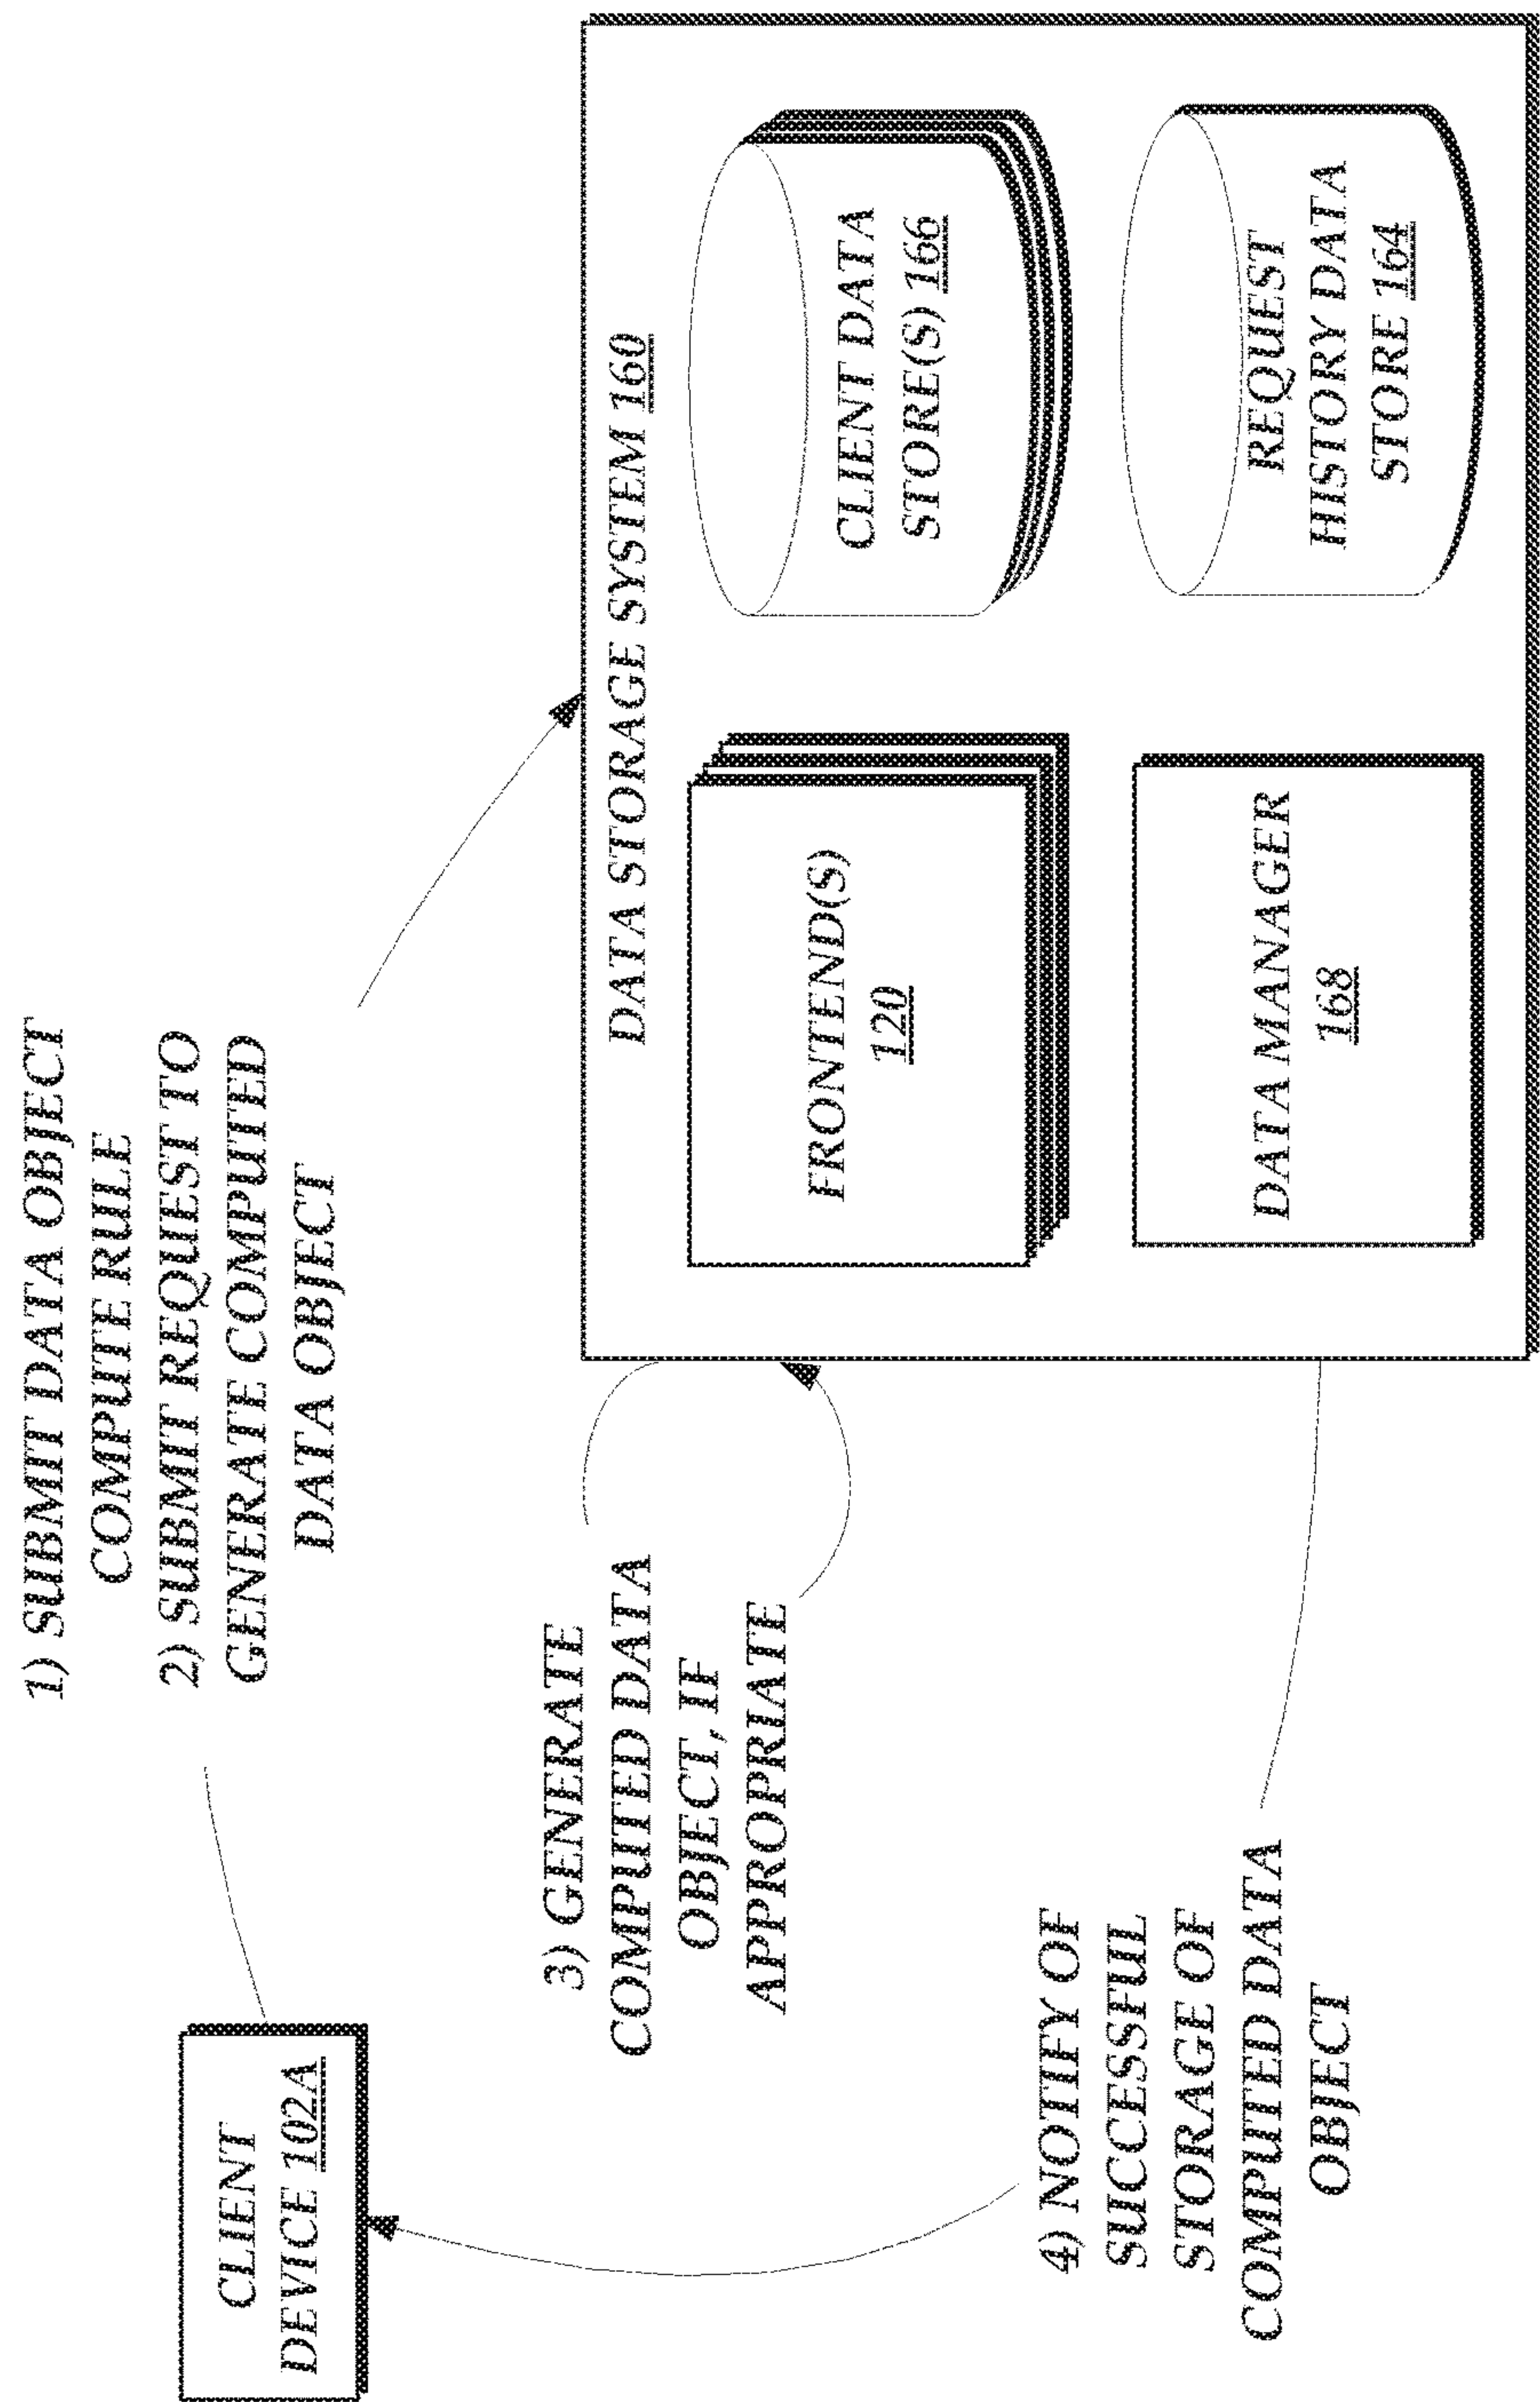 1) SUBMIT DATA OBJECT
COMPUTE RULE
2) SUBMIT REQUEST TO
GENERATE COMPUTED
DATA OBJECT
CLIENT
DEVICE 102A
3) GENERATE
COMPUTED DATA
OBJECT, IF
APPROPRIATE
4) NOTIFY OF
SUCCESSFUL
STORAGE OF
COMPUTED DATA
OBJECT
DATA STORAGE SYSTEM 160
FRONTEND(S)
120
CLIENT DATA
STORE(S) 166
DATA MANAGER
168
REQUEST
HISTORY DATA
STORE 164